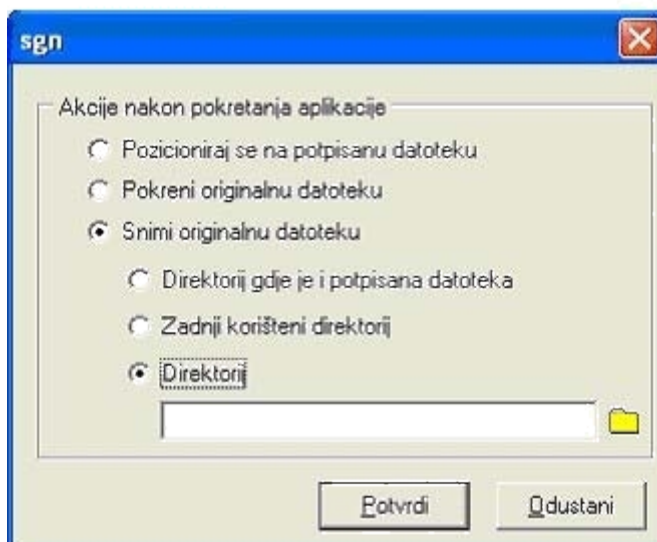 sgn
Akcije nakon pokretanja aplikacije
Pozicioniraj se na potpisanu datoteku
Pokreni originalnu datoteku
Snimi originalnu datoteku
Direktorij gdje je i potpisana datoteka
Zadnji korišteni direktorij
Direktorij
Potvrdi
Odustani